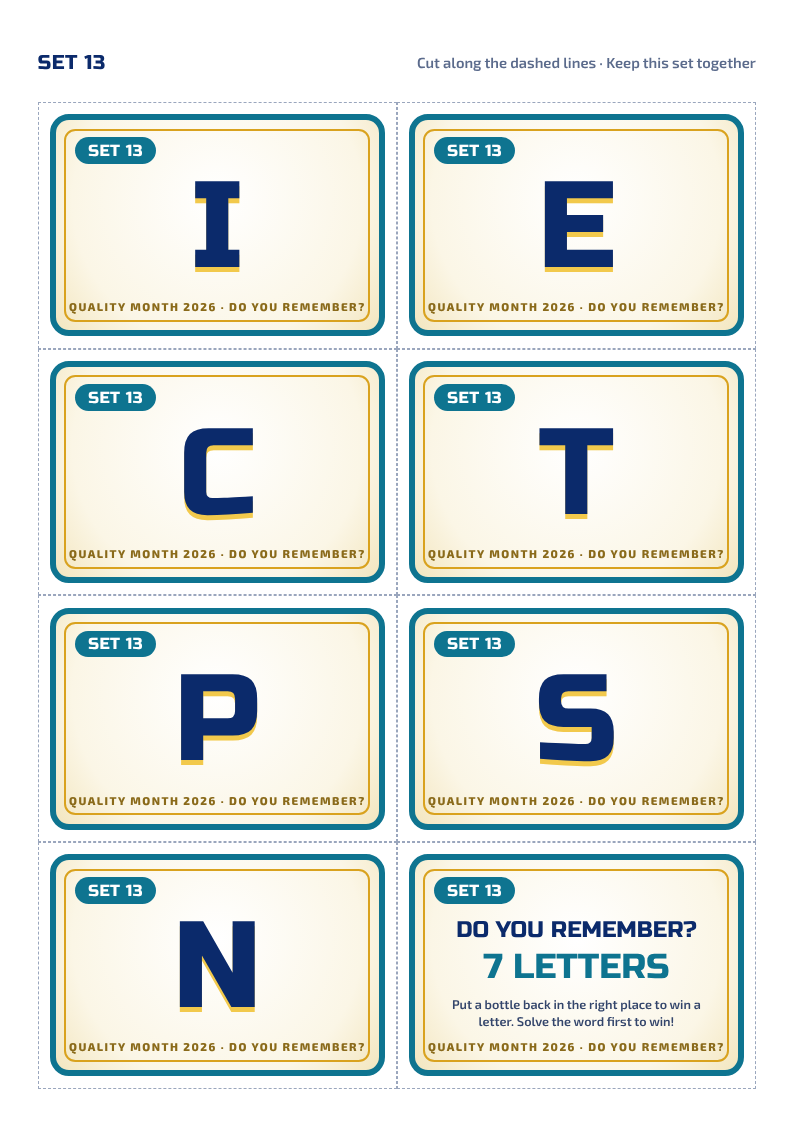 SET 13
Cut along the dashed lines · Keep this set together
SET 13
I
QUALITY MONTH 2026 · DO YOU REMEMBER?
SET 13
E
QUALITY MONTH 2026 · DO YOU REMEMBER?
SET 13
C
QUALITY MONTH 2026 · DO YOU REMEMBER?
SET 13
T
QUALITY MONTH 2026 · DO YOU REMEMBER?
SET 13
P
QUALITY MONTH 2026 · DO YOU REMEMBER?
SET 13
S
QUALITY MONTH 2026 · DO YOU REMEMBER?
SET 13
N
QUALITY MONTH 2026 · DO YOU REMEMBER?
SET 13
DO YOU REMEMBER?
7 LETTERS
Put a bottle back in the right place to win a
letter. Solve the word first to win!
QUALITY MONTH 2026 · DO YOU REMEMBER?